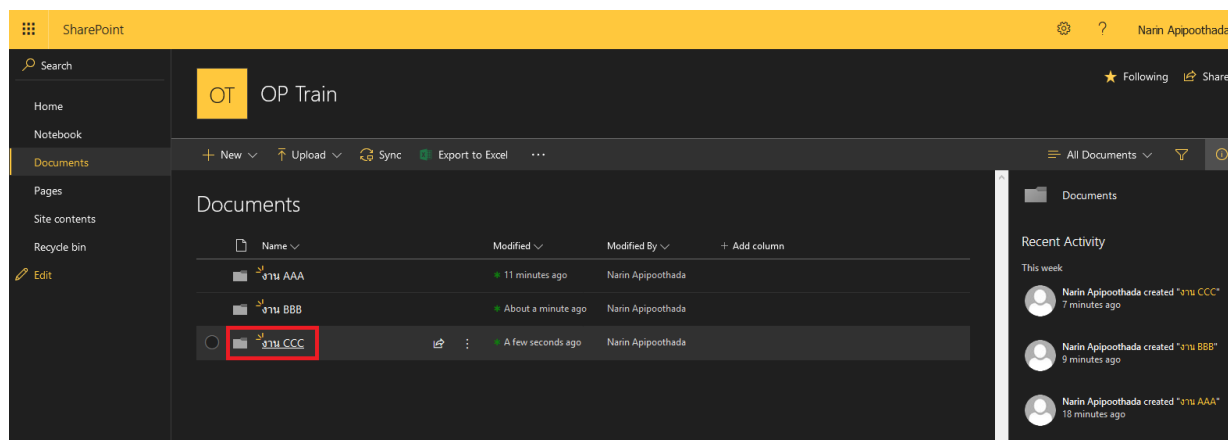 SharePoint
? Narin Apipoothada
Search
Home
Notebook
Documents
Pages
Site contents
Recycle bin
Edit
OT OP Train
Following Share
+ New Upload Sync Export to Excel ...
All Documents
Documents
Name Modified Modified By + Add column
งาน AAA 11 minutes ago Narin Apipoothada
งาน BBB About a minute ago Narin Apipoothada
งาน CCC A few seconds ago Narin Apipoothada
Documents
Recent Activity
This week
Narin Apipoothada created "งาน CCC"
7 minutes ago
Narin Apipoothada created "งาน BBB"
9 minutes ago
Narin Apipoothada created "งาน AAA"
18 minutes ago